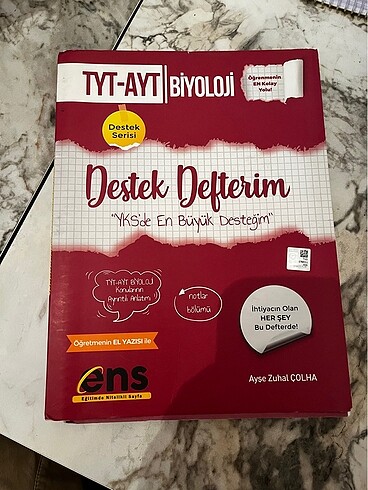 TYT-AYT BİYOLOJİ
Öğrenmenin
EN Kolay
Yolu!
Destek
Serisi
Destek Defterim
"YKS'de En Büyük Desteğim"
TYT-AYT BİYOLOJİ
Konularının
Ayrıntılı Anlatım
notlar
bölümü
İhtiyacın Olan
HER ŞEY
Bu Defterde!
Öğretmenin EL YAZISI ile
ens
Eğitimde Nitelikli Sayfa
Ayşe Zuhal ÇOLHA